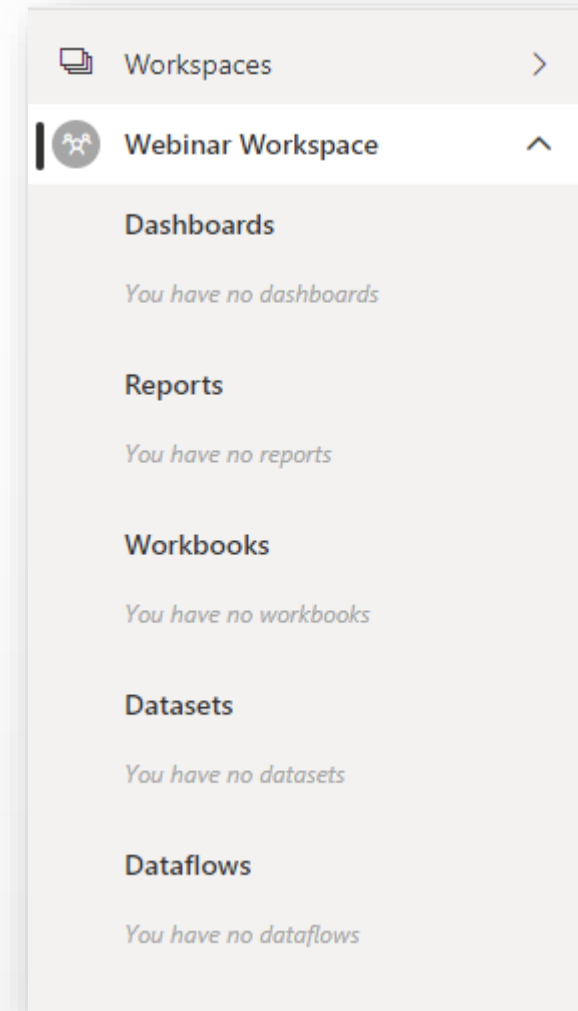 Workspaces
Webinar Workspace
Dashboards
You have no dashboards
Reports
You have no reports
Workbooks
You have no workbooks
Datasets
You have no datasets
Dataflows
You have no dataflows